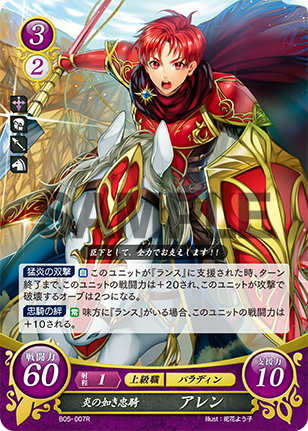 3
2
SAMPLE
臣下として、全力でお支えします!!
猛炎の双撃 自 このユニットが『ランス』に支援された時、ターン
終了まで、このユニットの戦闘力は+20され、このユニットが攻撃で
破壊するオーブは2つになる。
忠騎の絆 常 味方に『ランス』がいる場合、このユニットの戦闘力は
+10される。
戦闘力
60
射程 1 上級職 パラディン
支援力
10
炎の如き忠騎 アレン
B05-007R
Illust:紀花よう子